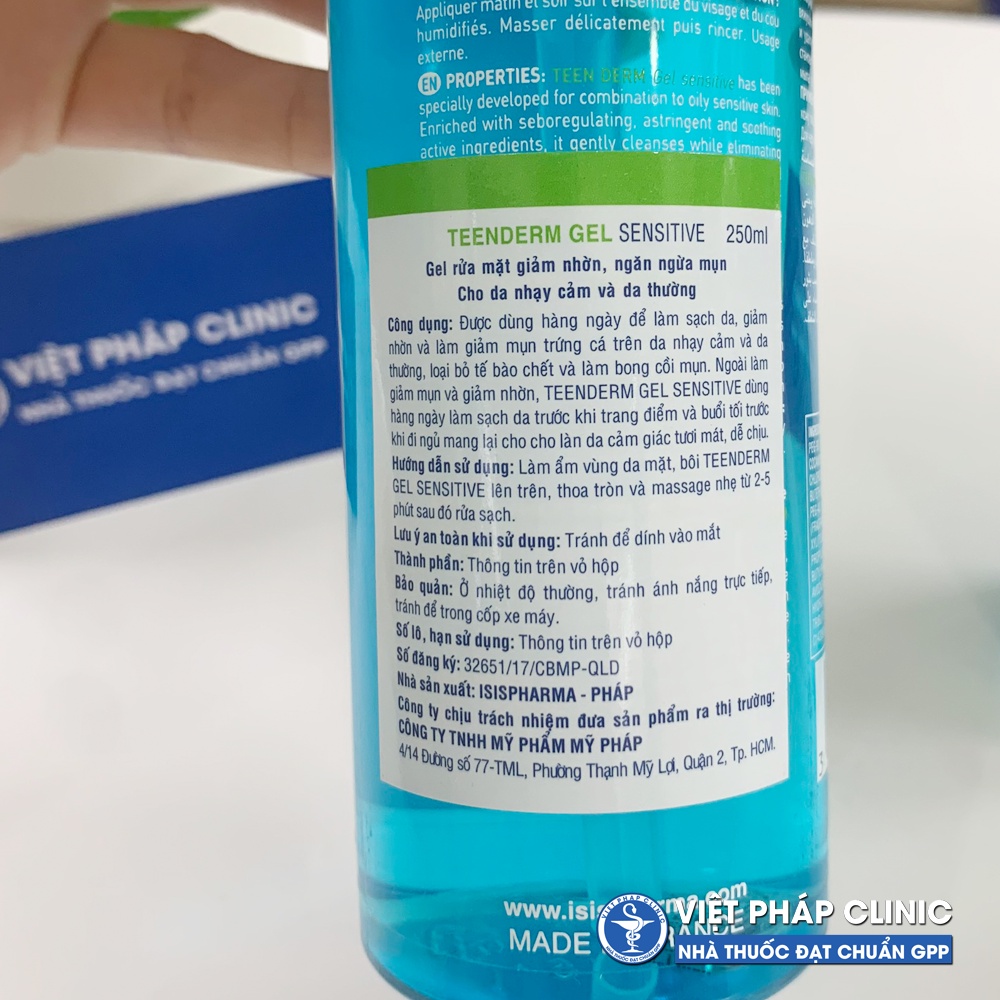 Appliquer matin et soir sur l'ensemble du visage et du cou
humidifiés. Masser délicatement puis rincer. Usage
externe.
EN PROPERTIES: TEEN DERM Gel sensitive has been
specially developed for combination to oily sensitive skin.
Enriched with seboregulating, astringent and soothing
active ingredients, it gently cleanses while eliminating
TEENDERM GEL SENSITIVE 250ml
Gel rửa mặt giảm nhờn, ngăn ngừa mụn
Cho da nhạy cảm và da thường
Công dụng: Được dùng hàng ngày để làm sạch da, giảm
nhờn và làm giảm mụn trứng cá trên da nhạy cảm và da
thường, loại bỏ tế bào chết và làm bong cồi mụn. Ngoài làm
giảm mụn và giảm nhờn, TEENDERM GEL SENSITIVE dùng
hàng ngày làm sạch da trước khi trang điểm và buổi tối trước
khi đi ngủ mang lại cho cho làn da cảm giác tươi mát, dễ chịu.
Hướng dẫn sử dụng: Làm ẩm vùng da mặt, bôi TEENDERM
GEL SENSITIVE lên trên, thoa tròn và massage nhẹ từ 2-5
phút sau đó rửa sạch.
Lưu ý an toàn khi sử dụng: Tránh để dính vào mắt
Thành phần: Thông tin trên vỏ hộp
Bảo quản: Ở nhiệt độ thường, tránh ánh nắng trực tiếp,
tránh để trong cốp xe máy.
Số lô, hạn sử dụng: Thông tin trên vỏ hộp
Số đăng ký: 32651/17/CBMP-QLD
Nhà sản xuất: ISISPHARMA - PHÁP
Công ty chịu trách nhiệm đưa sản phẩm ra thị trường:
CÔNG TY TNHH MỸ PHẨM MỸ PHÁP
4/14 Đường số 77-TML, Phường Thạnh Mỹ Lợi, Quận 2, Tp. HCM.
MADE
VIỆT PHÁP CLINIC
NHÀ THUỐC ĐẠT CHUẨN GPP
VIỆT PHÁP CLINIC
VIỆT PHÁP CLINIC
NHÀ THUỐC ĐẠT CHUẨN GPP